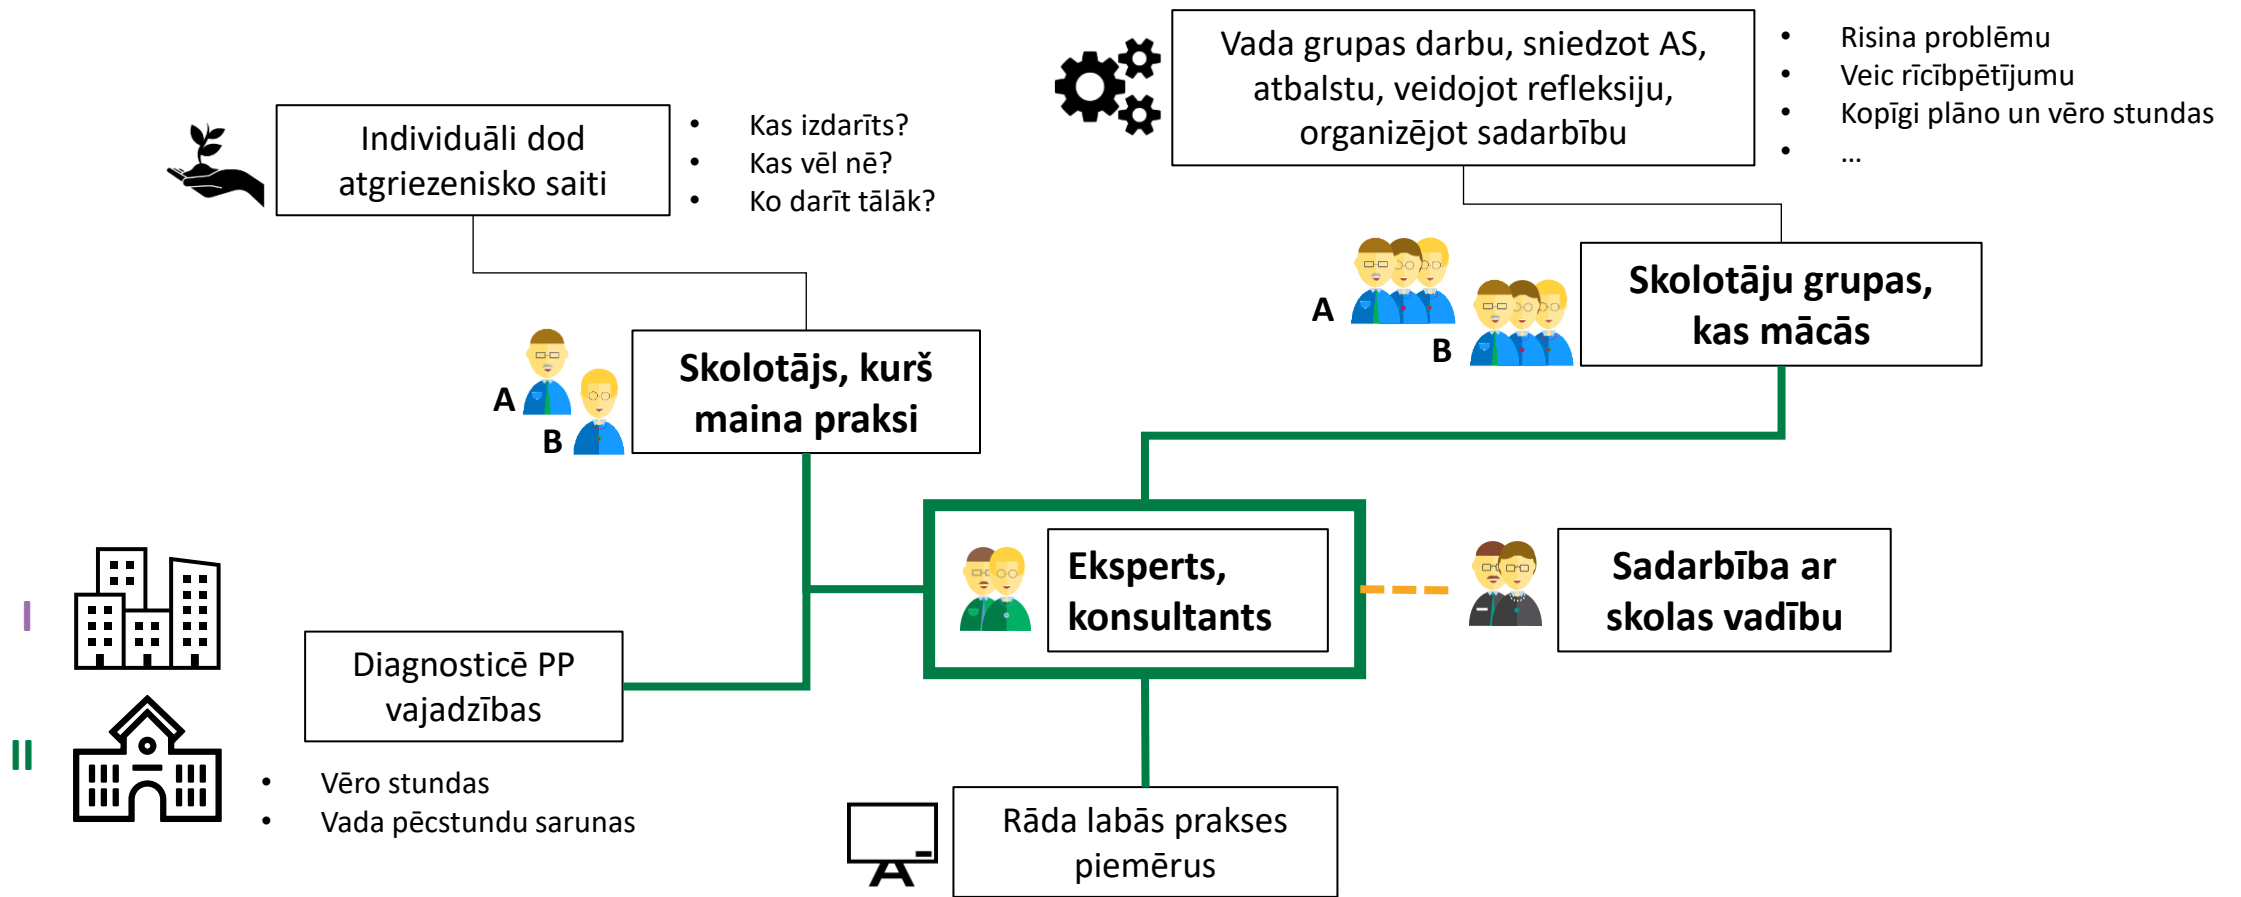 Vada grupas darbu, sniedzot AS,
atbalstu, veidojot refleksiju,
organizējot sadarbību
• Risina problēmu
• Veic rīcībpētījumu
• Kopīgi plāno un vēro stundas
• ...
Individuāli dod
atgriezenisko saiti
• Kas izdarīts?
• Kas vēl nē?
• Ko darīt tālāk?
A
B
Skolotāju grupas,
kas mācās
A
B
Skolotājs, kurš
maina praksi
Eksperts,
konsultants
Sadarbība ar
skolas vadību
I
II
Diagnosticē PP
vajadzības
• Vēro stundas
• Vada pēcstundu sarunas
Rāda labās prakses
piemērus